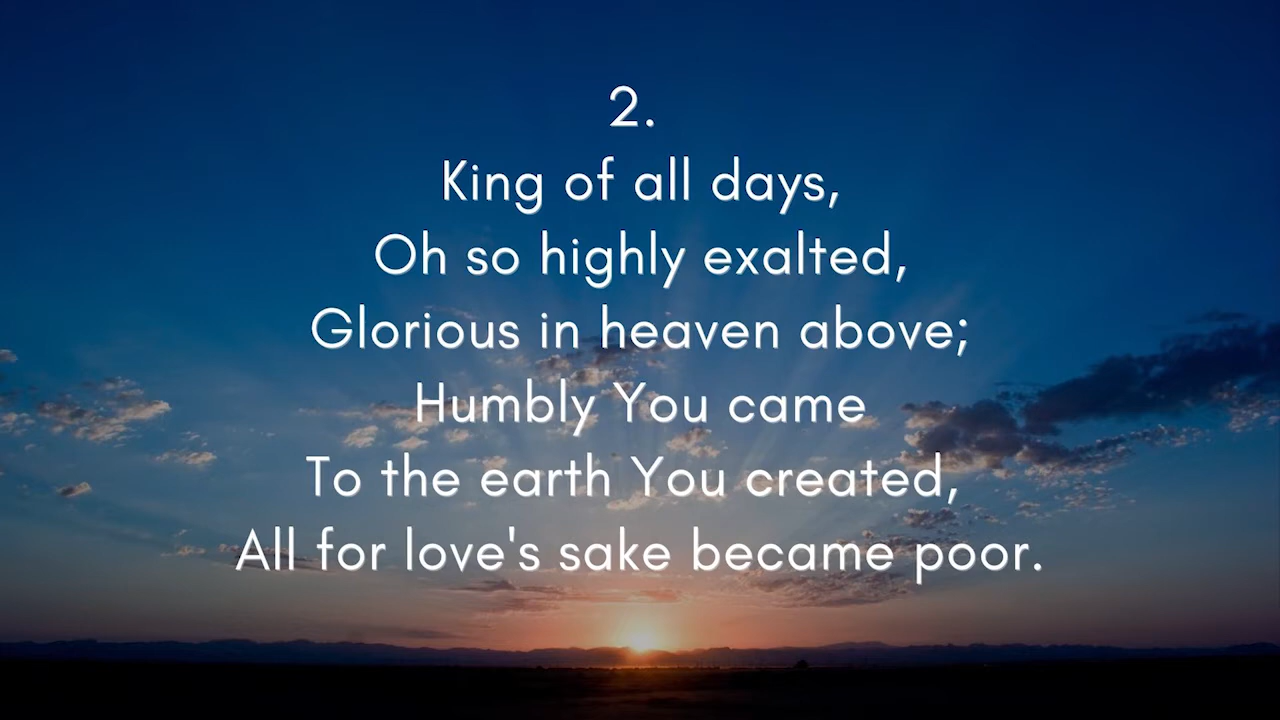 2.
King of all days,
Oh so highly exalted,
Glorious in heaven above;
Humbly You came
To the earth You created,
All for love's sake became poor.